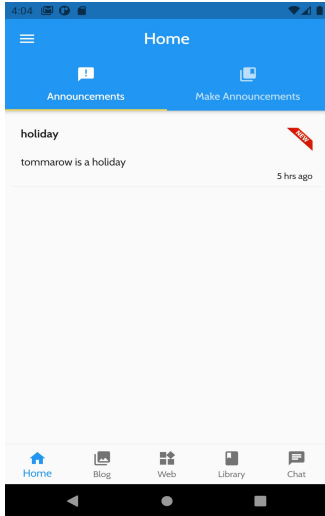 4:04
Home
Announcements
Make Announcements
holiday
NEW
tommarow is a holiday
5 hrs ago
Home
Blog
Web
Library
Chat